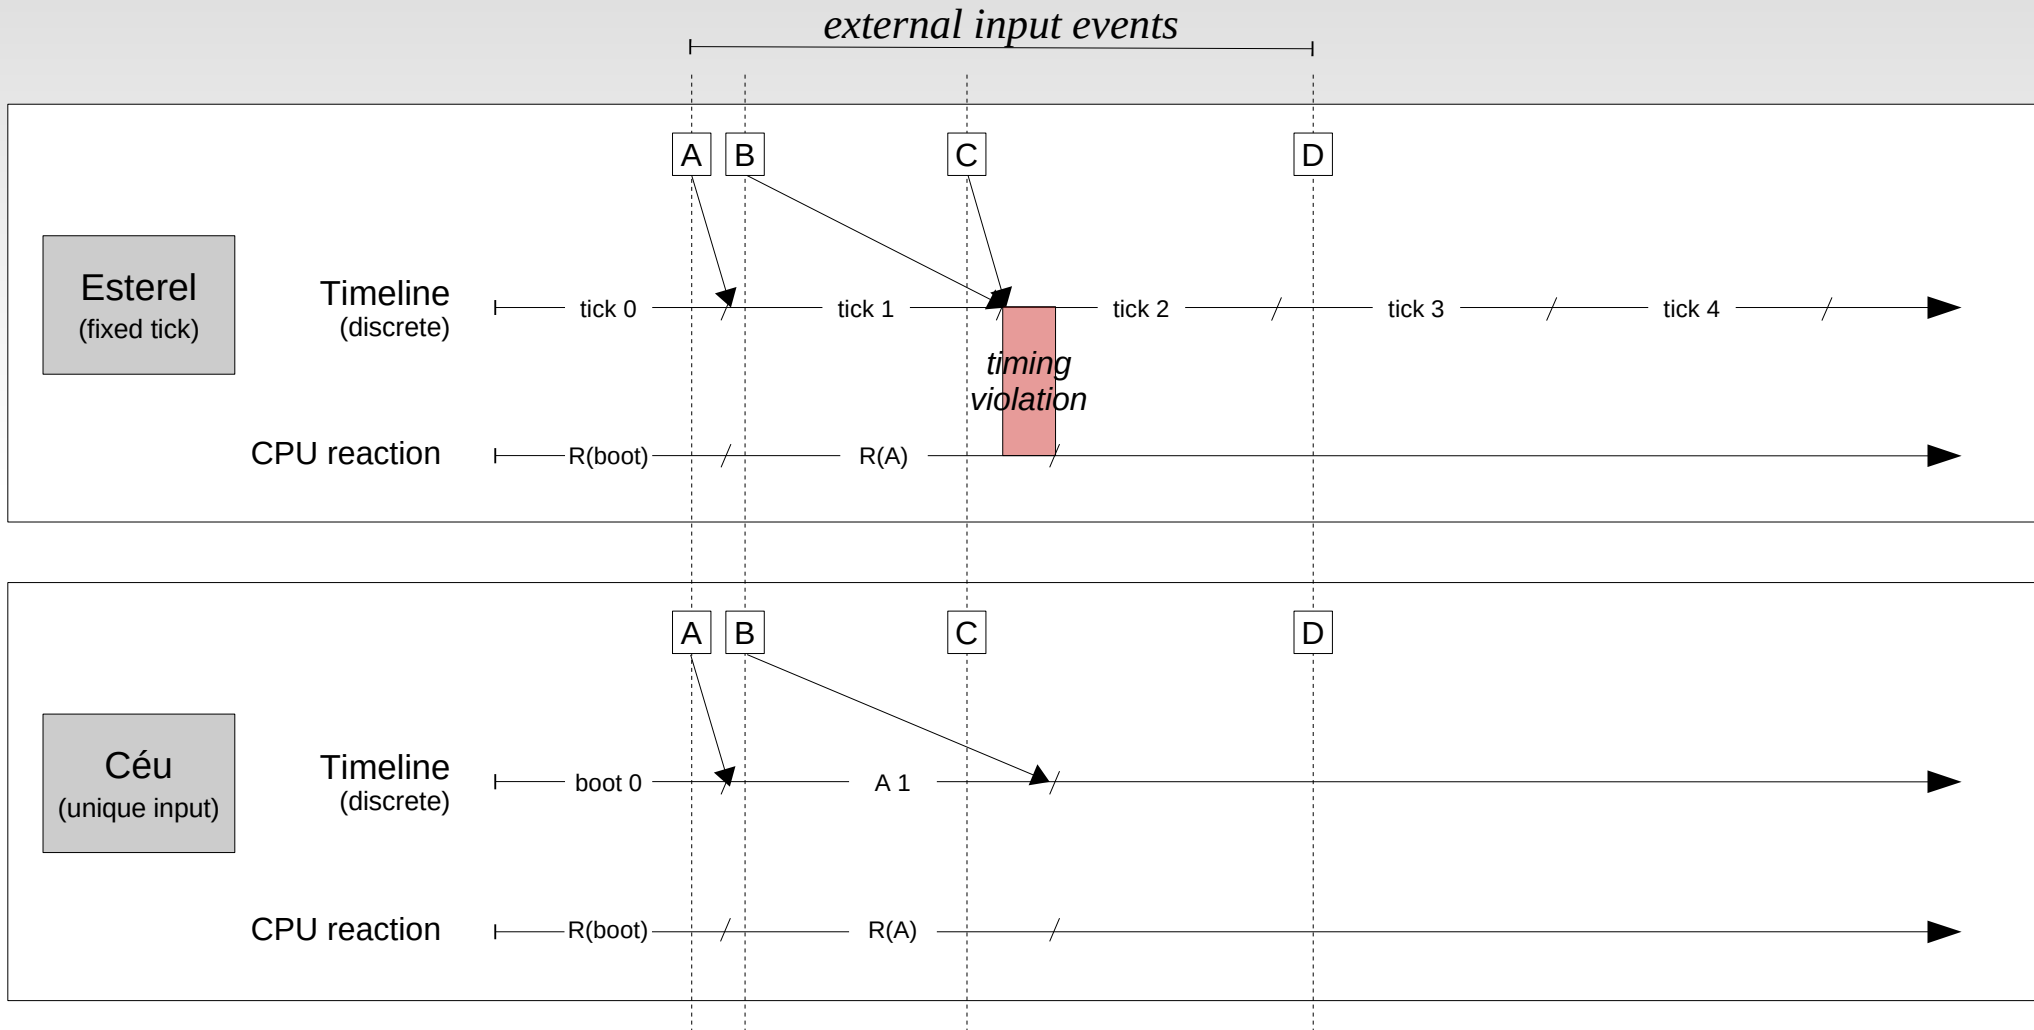 external input events
A B C D
Esterel
(fixed tick)
Timeline
(discrete)
tick 0 tick 1 tick 2 tick 3 tick 4
timing
violation
CPU reaction
R(boot) R(A)
A B C D
Céu
(unique input)
Timeline
(discrete)
boot 0 A 1
CPU reaction
R(boot) R(A)